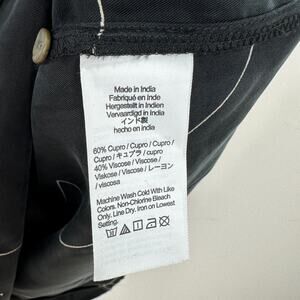 Made in India
Fabriqué en Inde
Hergestellt in Indien
Vervaardigd in India
インド製
hecho en India
60% Cupro / Cupro / Cupro /
Cupro / キュプラ / cupro
40% Viscose / Viscose /
Viskose / Viscose / レーヨン /
/ viscosa
Machine Wash Cold With Like
Colors. Non-Chlorine Bleach
Only. Line Dry. Iron on Lowest
Setting.